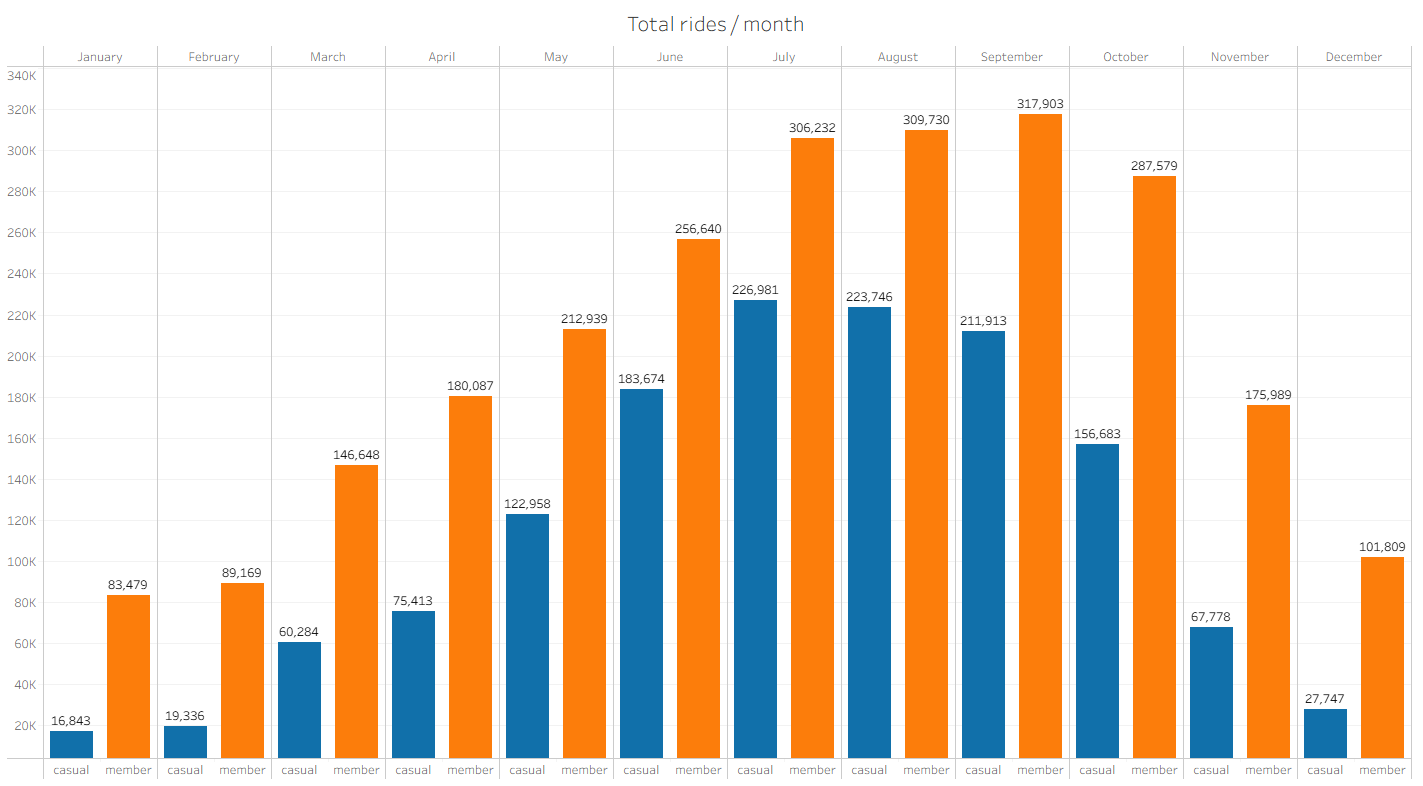 Total rides / month
January February March April May June July August September October November December
340K
320K
300K
280K
260K
240K
220K
200K
180K
160K
140K
120K
100K
80K
60K
40K
20K
16,843 83,479 19,336 89,169 60,284 146,648 75,413 180,087 122,958 212,939 183,674 256,640 226,981 306,232 223,746 309,730 211,913 317,903 156,683 287,579 67,778 175,989 27,747 101,809
casual member casual member casual member casual member casual member casual member casual member casual member casual member casual member casual member casual member